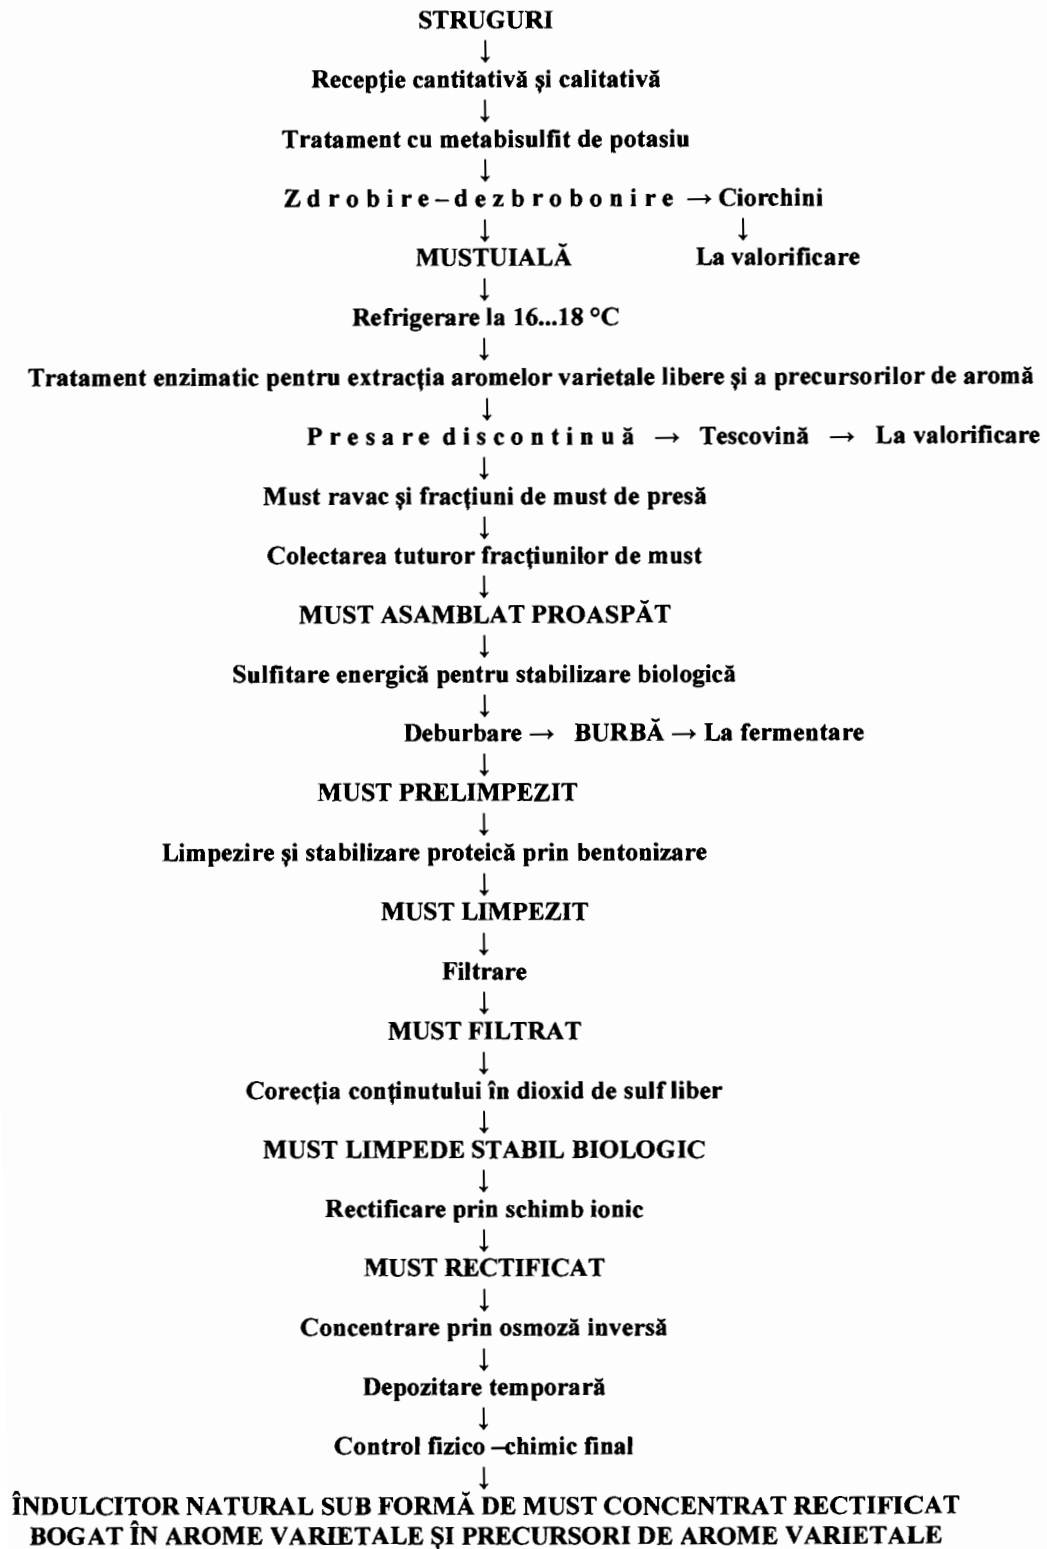 STRUGURI
↓
Recepţie cantitativă şi calitativă
↓
Tratament cu metabisulfit de potasiu
↓
Zdrobire–dezbrobonire → Ciorchini
↓ ↓
MUSTUIALĂ La valorificare
↓
Refrigerare la 16...18 °C
↓
Tratament enzimatic pentru extracţia aromelor varietale libere şi a precursorilor de aromă
↓
Presare discontinuă → Tescovină → La valorificare
↓
Must ravac şi fracţiuni de must de presă
↓
Colectarea tuturor fracţiunilor de must
↓
MUST ASAMBLAT PROASPĂT
↓
Sulfitare energică pentru stabilizare biologică
↓
Deburbare → BURBĂ → La fermentare
↓
MUST PRELIMPEZIT
↓
Limpezire şi stabilizare proteică prin bentonizare
↓
MUST LIMPEZIT
↓
Filtrare
↓
MUST FILTRAT
↓
Corecţia conţinutului în dioxid de sulf liber
↓
MUST LIMPEDE STABIL BIOLOGIC
↓
Rectificare prin schimb ionic
↓
MUST RECTIFICAT
↓
Concentrare prin osmoză inversă
↓
Depozitare temporară
↓
Control fizico –chimic final
↓
ÎNDULCITOR NATURAL SUB FORMĂ DE MUST CONCENTRAT RECTIFICAT
BOGAT ÎN AROME VARIETALE ŞI PRECURSORI DE AROME VARIETALE